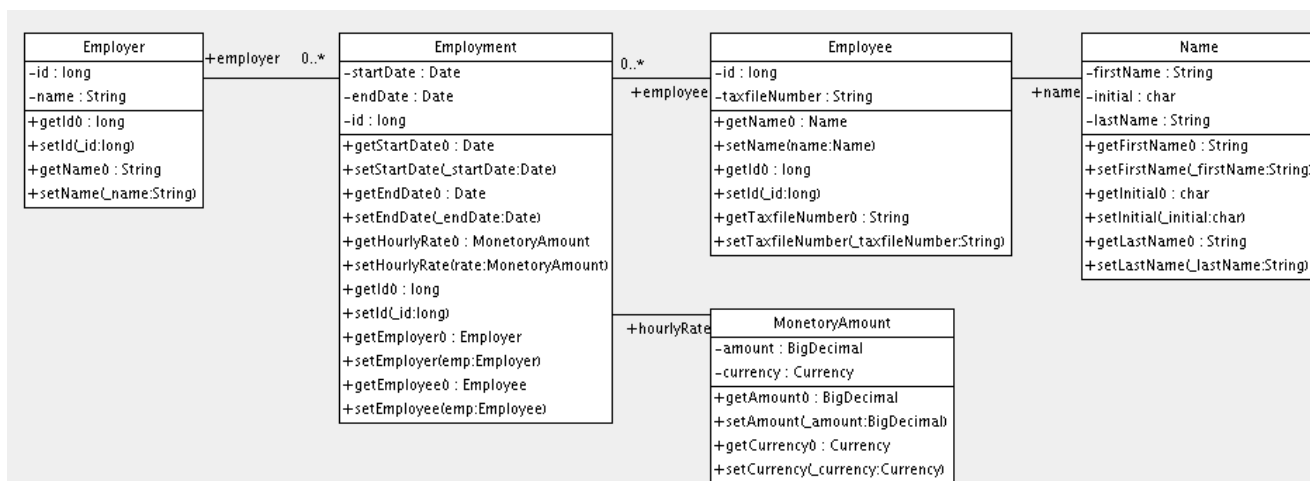 Employer
-id : long
-name : String
+getId() : long
+setId(_id:long)
+getName() : String
+setName(_name:String)
+employer 0..*
Employment
-startDate : Date
-endDate : Date
-id : long
+getStartDate() : Date
+setStartDate(_startDate:Date)
+getEndDate() : Date
+setEndDate(_endDate:Date)
+getHourlyRate() : MonetoryAmount
+setHourlyRate(rate:MonetoryAmount)
+getId() : long
+setId(_id:long)
+getEmployer() : Employer
+setEmployer(emp:Employer)
+getEmployee() : Employee
+setEmployee(emp:Employee)
0..*
+employee
Employee
-id : long
-taxfileNumber : String
+getName() : Name
+setName(name:Name)
+getId() : long
+setId(_id:long)
+getTaxfileNumber() : String
+setTaxfileNumber(_taxfileNumber:String)
+name
Name
-firstName : String
-initial : char
-lastName : String
+getFirstName() : String
+setFirstName(_firstName:String)
+getInitial() : char
+setInitial(_initial:char)
+getLastName() : String
+setLastName(_lastName:String)
+hourlyRate
MonetoryAmount
-amount : BigDecimal
-currency : Currency
+getAmount() : BigDecimal
+setAmount(_amount:BigDecimal)
+getCurrency() : Currency
+setCurrency(_currency:Currency)